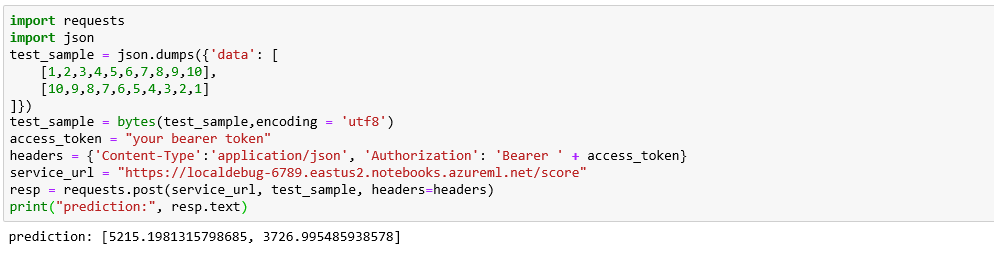 import requests
import json
test_sample = json.dumps({'data': [
    [1,2,3,4,5,6,7,8,9,10],
    [10,9,8,7,6,5,4,3,2,1]
]})
test_sample = bytes(test_sample,encoding = 'utf8')
access_token = "your bearer token"
headers = {'Content-Type':'application/json', 'Authorization': 'Bearer ' + access_token}
service_url = "https://localdebug-6789.eastus2.notebooks.azureml.net/score"
resp = requests.post(service_url, test_sample, headers=headers)
print("prediction:", resp.text)
prediction: [5215.1981315798685, 3726.995485938578]